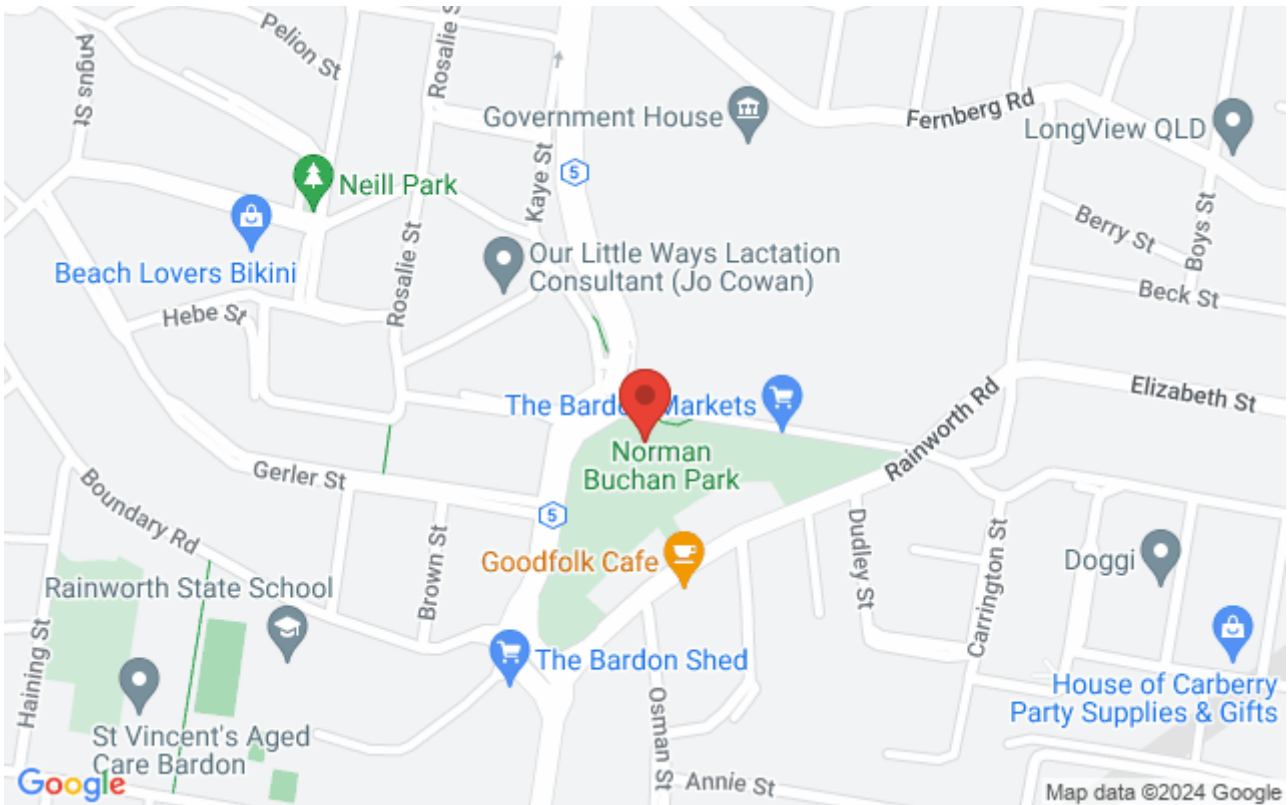 Pelion St
Angus St
Rosalie St
Neill Park
Beach Lovers Bikini
Hebe St
Rosalie St
Kaye St
5
Government House
Fernberg Rd
LongView QLD
Our Little Ways Lactation
Consultant (Jo Cowan)
Berry St
Boys St
Beck St
Elizabeth St
The Bardon Markets
Norman
Buchan Park
Rainworth Rd
Gerler St
5
Boundary Rd
Brown St
Goodfolk Cafe
Dudley St
Carrington St
Doggi
Rainworth State School
Haining St
The Bardon Shed
St Vincent's Aged
Care Bardon
Osman St
House of Carberry
Party Supplies & Gifts
Annie St
Google
Map data ©2024 Google